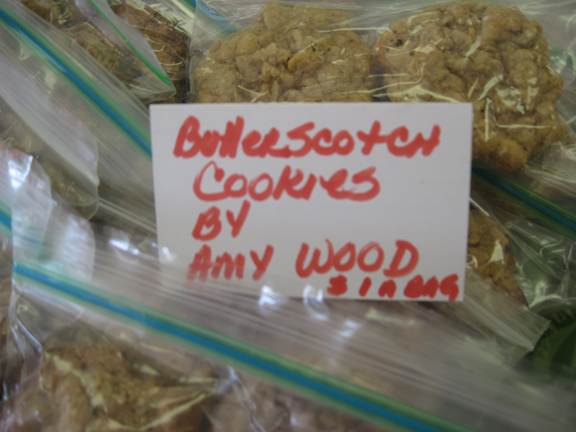 ButterScotch
Cookies
BY
Amy WOOD
$1 A BAG